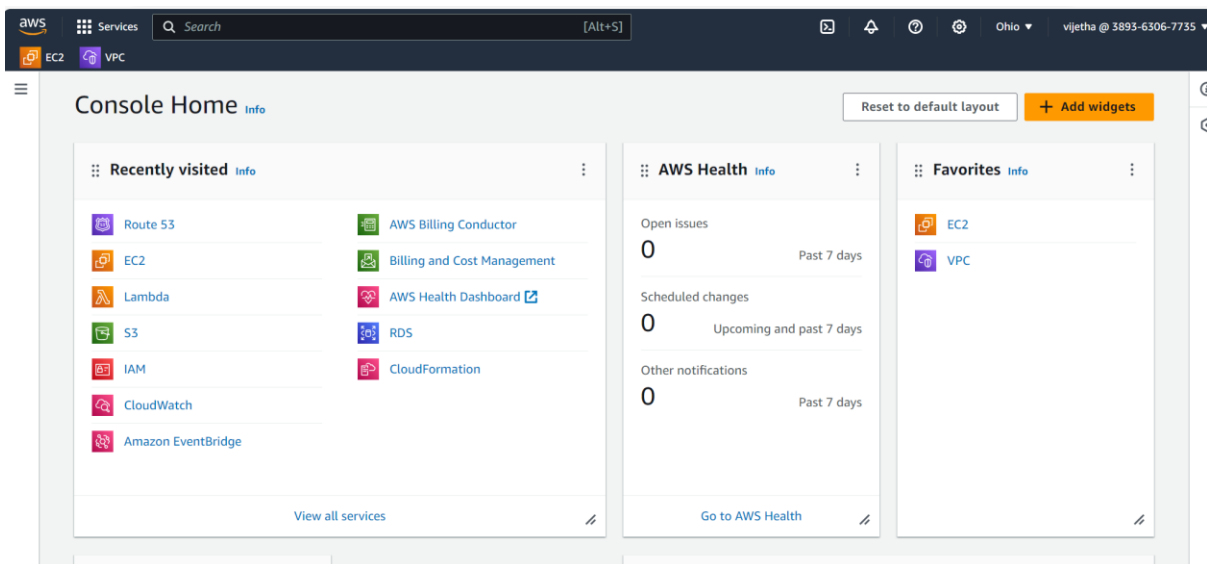 aws Services Search [Alt+S] Ohio ▼ vijetha @ 3893-6306-7735 ▼
EC2 VPC
Console Home Info
Reset to default layout + Add widgets
Recently visited Info
Route 53
EC2
Lambda
S3
IAM
CloudWatch
Amazon EventBridge
AWS Billing Conductor
Billing and Cost Management
AWS Health Dashboard
RDS
CloudFormation
View all services
AWS Health Info
Open issues
0 Past 7 days
Scheduled changes
0 Upcoming and past 7 days
Other notifications
0 Past 7 days
Go to AWS Health
Favorites Info
EC2
VPC